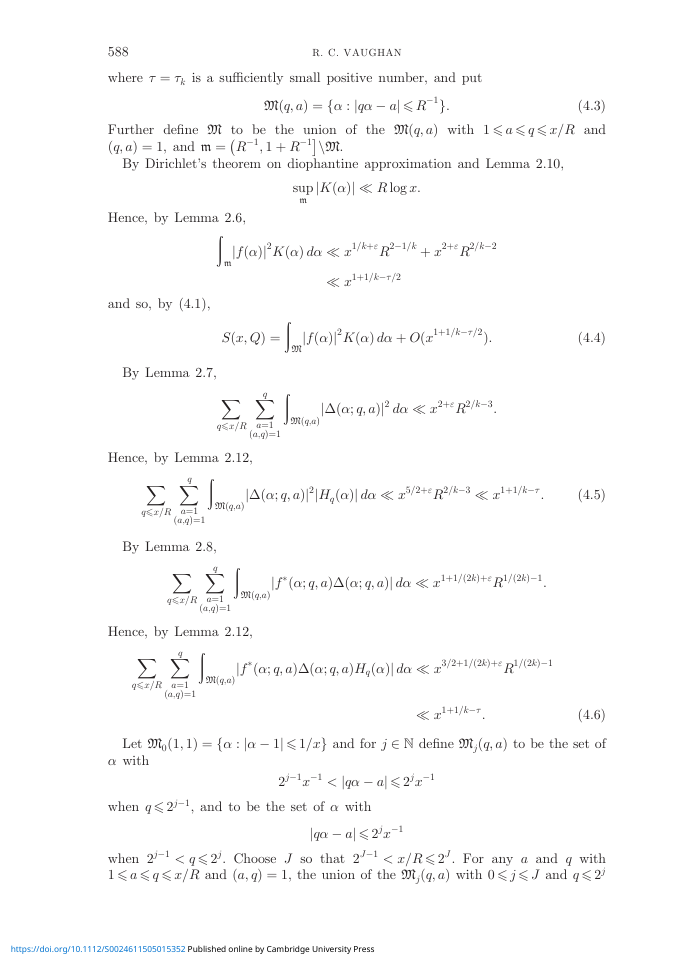 588 R. C. VAUGHAN
where τ = τ_k is a sufficiently small positive number, and put
𝔐(q, a) = {α : |qα − a| ⩽ R^{−1}}. (4.3)
Further define 𝔐 to be the union of the 𝔐(q, a) with 1 ⩽ a ⩽ q ⩽ x/R and
(q, a) = 1, and 𝔪 = (R^{−1}, 1 + R^{−1}]\𝔐.
By Dirichlet's theorem on diophantine approximation and Lemma 2.10,
sup_𝔪 |K(α)| ≪ R log x.
Hence, by Lemma 2.6,
∫_𝔪 |f(α)|^2 K(α) dα ≪ x^{1/k+ε} R^{2−1/k} + x^{2+ε} R^{2/k−2}
≪ x^{1+1/k−τ/2}
and so, by (4.1),
S(x, Q) = ∫_𝔐 |f(α)|^2 K(α) dα + O(x^{1+1/k−τ/2}). (4.4)
By Lemma 2.7,
∑_{q⩽x/R} ∑_{a=1, (a,q)=1}^{q} ∫_{𝔐(q,a)} |Δ(α; q, a)|^2 dα ≪ x^{2+ε} R^{2/k−3}.
Hence, by Lemma 2.12,
∑_{q⩽x/R} ∑_{a=1, (a,q)=1}^{q} ∫_{𝔐(q,a)} |Δ(α; q, a)|^2 |H_q(α)| dα ≪ x^{5/2+ε} R^{2/k−3} ≪ x^{1+1/k−τ}. (4.5)
By Lemma 2.8,
∑_{q⩽x/R} ∑_{a=1, (a,q)=1}^{q} ∫_{𝔐(q,a)} |f*(α; q, a)Δ(α; q, a)| dα ≪ x^{1+1/(2k)+ε} R^{1/(2k)−1}.
Hence, by Lemma 2.12,
∑_{q⩽x/R} ∑_{a=1, (a,q)=1}^{q} ∫_{𝔐(q,a)} |f*(α; q, a)Δ(α; q, a)H_q(α)| dα ≪ x^{3/2+1/(2k)+ε} R^{1/(2k)−1}
≪ x^{1+1/k−τ}. (4.6)
Let 𝔐_0(1, 1) = {α : |α − 1| ⩽ 1/x} and for j ∈ ℕ define 𝔐_j(q, a) to be the set of
α with
2^{j−1}x^{−1} < |qα − a| ⩽ 2^j x^{−1}
when q ⩽ 2^{j−1}, and to be the set of α with
|qα − a| ⩽ 2^j x^{−1}
when 2^{j−1} < q ⩽ 2^j. Choose J so that 2^{J−1} < x/R ⩽ 2^J. For any a and q with
1 ⩽ a ⩽ q ⩽ x/R and (a, q) = 1, the union of the 𝔐_j(q, a) with 0 ⩽ j ⩽ J and q ⩽ 2^j
https://doi.org/10.1112/S0024611505015352 Published online by Cambridge University Press